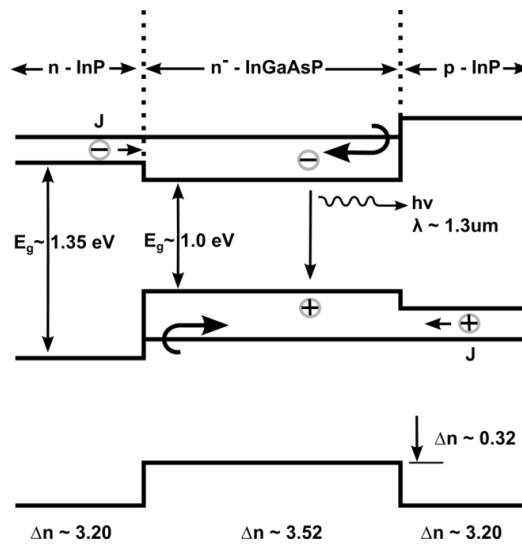 n - InP
n⁻ - InGaAsP
p - InP
J
hν
λ ~ 1.3um
E_g ~ 1.35 eV
E_g ~ 1.0 eV
J
Δn ~ 0.32
Δn ~ 3.20
Δn ~ 3.52
Δn ~ 3.20